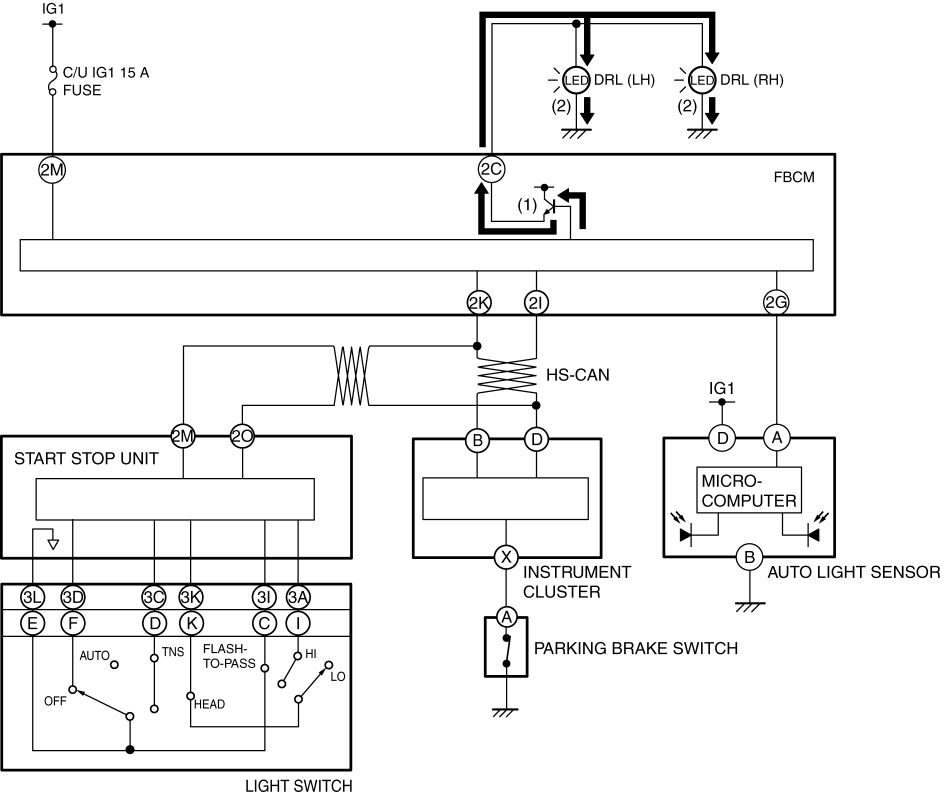 IG1
C/U IG1 15 A
FUSE
LED
DRL (LH)
LED
DRL (RH)
(2)
(2)
2M
2C
FBCM
(1)
2K
2I
2G
HS-CAN
IG1
2M
2O
B
D
D
A
START STOP UNIT
MICRO-
COMPUTER
X
B
INSTRUMENT
CLUSTER
AUTO LIGHT SENSOR
3L
3D
3C
3K
3I
3A
E
F
D
K
C
I
A
PARKING BRAKE SWITCH
AUTO
TNS
FLASH-
TO-PASS
HI
LO
OFF
HEAD
LIGHT SWITCH